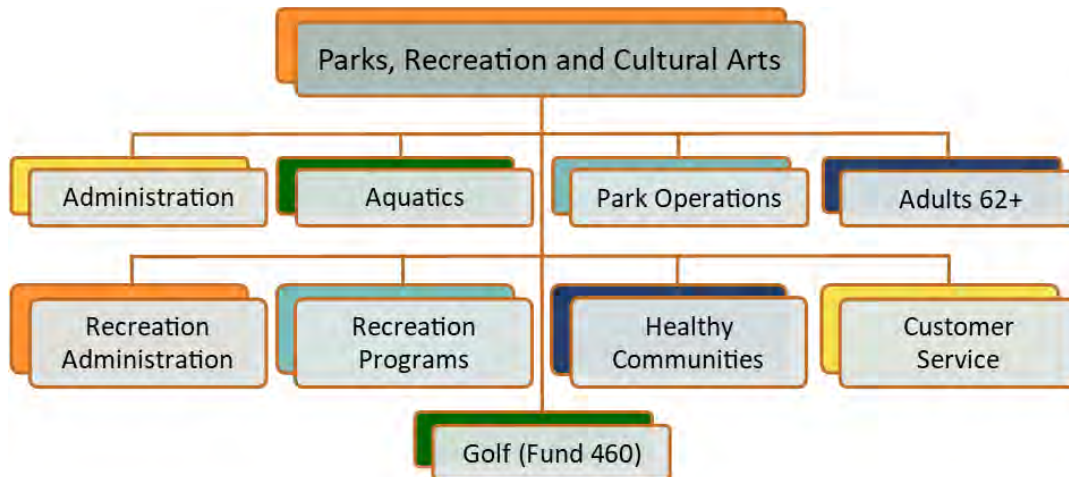 Parks, Recreation and Cultural Arts
Administration
Aquatics
Park Operations
Adults 62+
Recreation
Administration
Recreation
Programs
Healthy
Communities
Customer
Service
Golf (Fund 460)